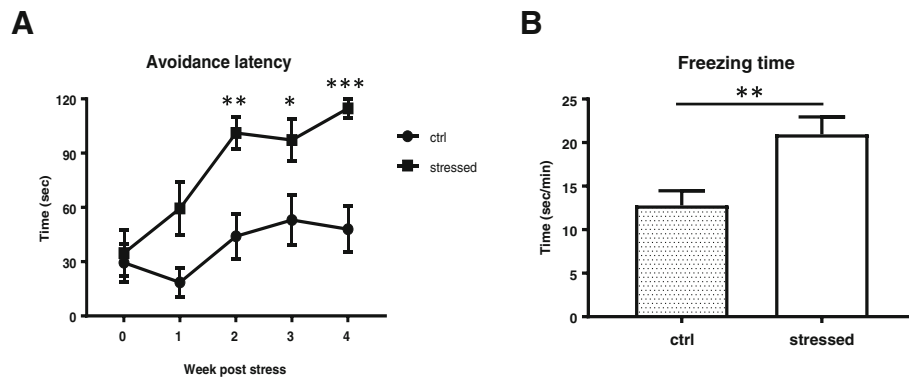 A
Avoidance latency
Time (sec)
120
90
60
30
0
**
*
***
ctrl
stressed
0 1 2 3 4
Week post stress
B
Freezing time
**
Time (sec/min)
25
20
15
10
5
0
ctrl stressed